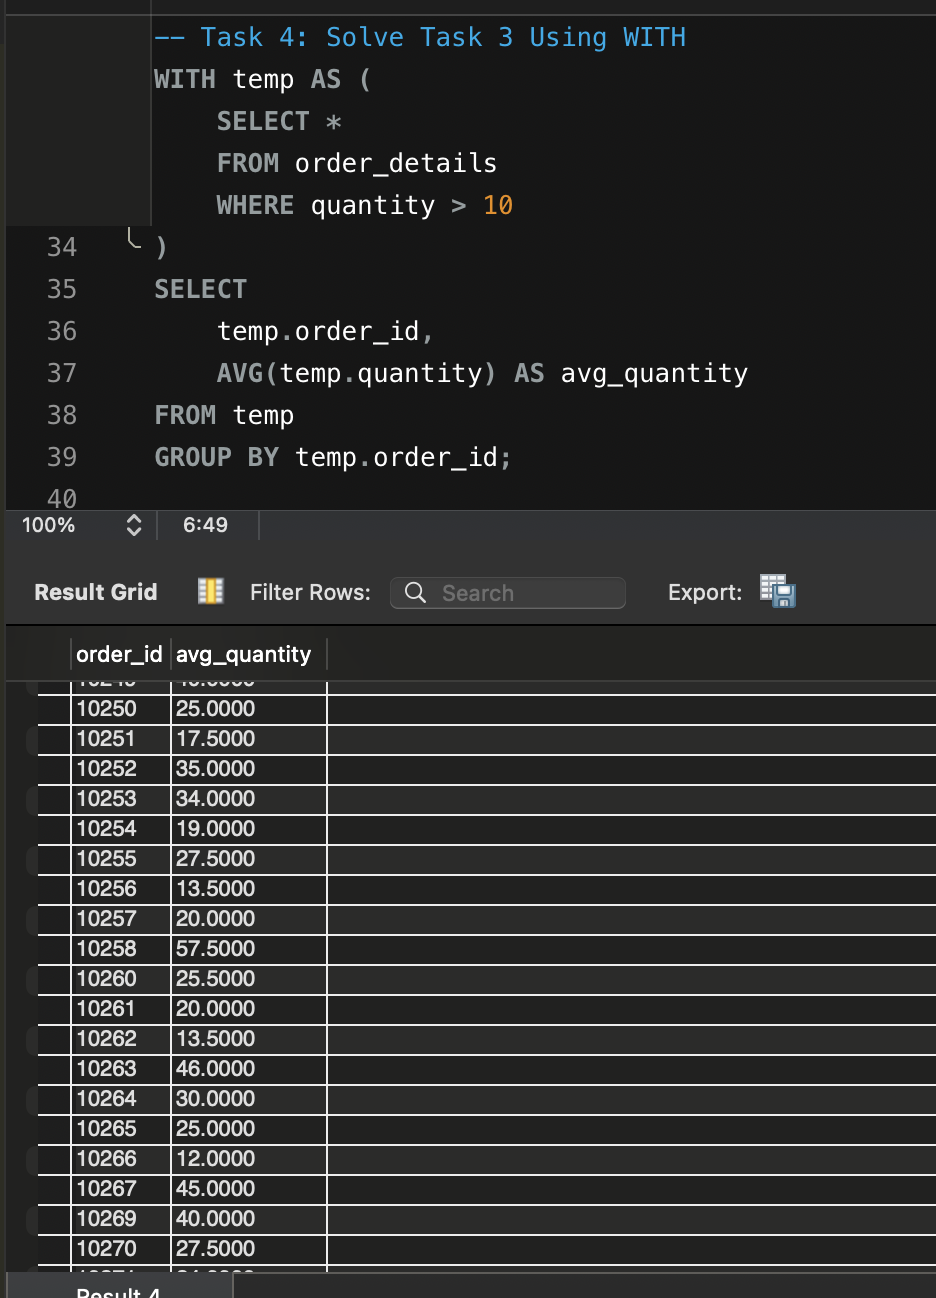 -- Task 4: Solve Task 3 Using WITH
WITH temp AS (
SELECT *
FROM order_details
WHERE quantity > 10
34 )
35 SELECT
36 temp.order_id,
37 AVG(temp.quantity) AS avg_quantity
38 FROM temp
39 GROUP BY temp.order_id;
40
100% 6:49
Result Grid Filter Rows: Search Export:
order_id avg_quantity
10250 25.0000
10251 17.5000
10252 35.0000
10253 34.0000
10254 19.0000
10255 27.5000
10256 13.5000
10257 20.0000
10258 57.5000
10260 25.5000
10261 20.0000
10262 13.5000
10263 46.0000
10264 30.0000
10265 25.0000
10266 12.0000
10267 45.0000
10269 40.0000
10270 27.5000
Result 4